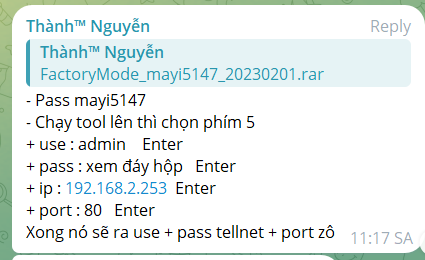 Thành™ Nguyễn
Reply
Thành™ Nguyễn
FactoryMode_mayi5147_20230201.rar
- Pass mayi5147
- Chạy tool lên thì chọn phím 5
+ use : admin Enter
+ pass : xem đáy hộp Enter
+ ip : 192.168.2.253 Enter
+ port : 80 Enter
Xong nó sẽ ra use + pass tellnet + port zô
11:17 SA